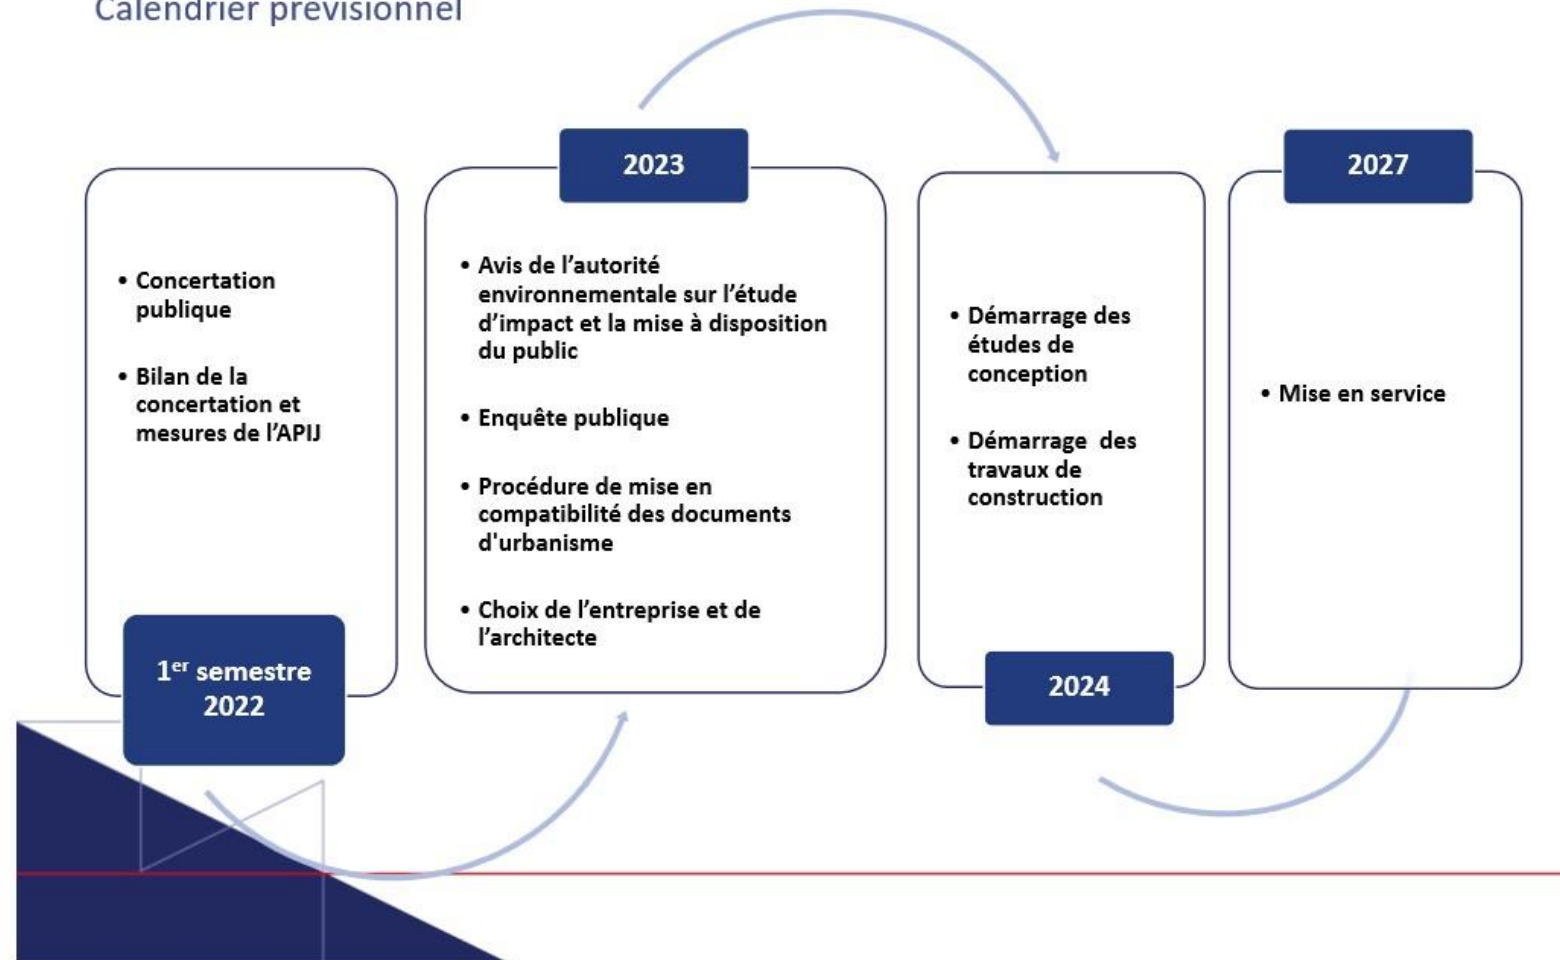 Calendrier prévisionnel
• Concertation
publique
• Bilan de la
concertation et
mesures de l’APIJ
1er semestre
2022
2023
• Avis de l’autorité
environnementale sur l’étude
d’impact et la mise à disposition
du public
• Enquête publique
• Procédure de mise en
compatibilité des documents
d'urbanisme
• Choix de l’entreprise et de
l’architecte
• Démarrage des
études de
conception
• Démarrage  des
travaux de
construction
2024
2027
• Mise en service